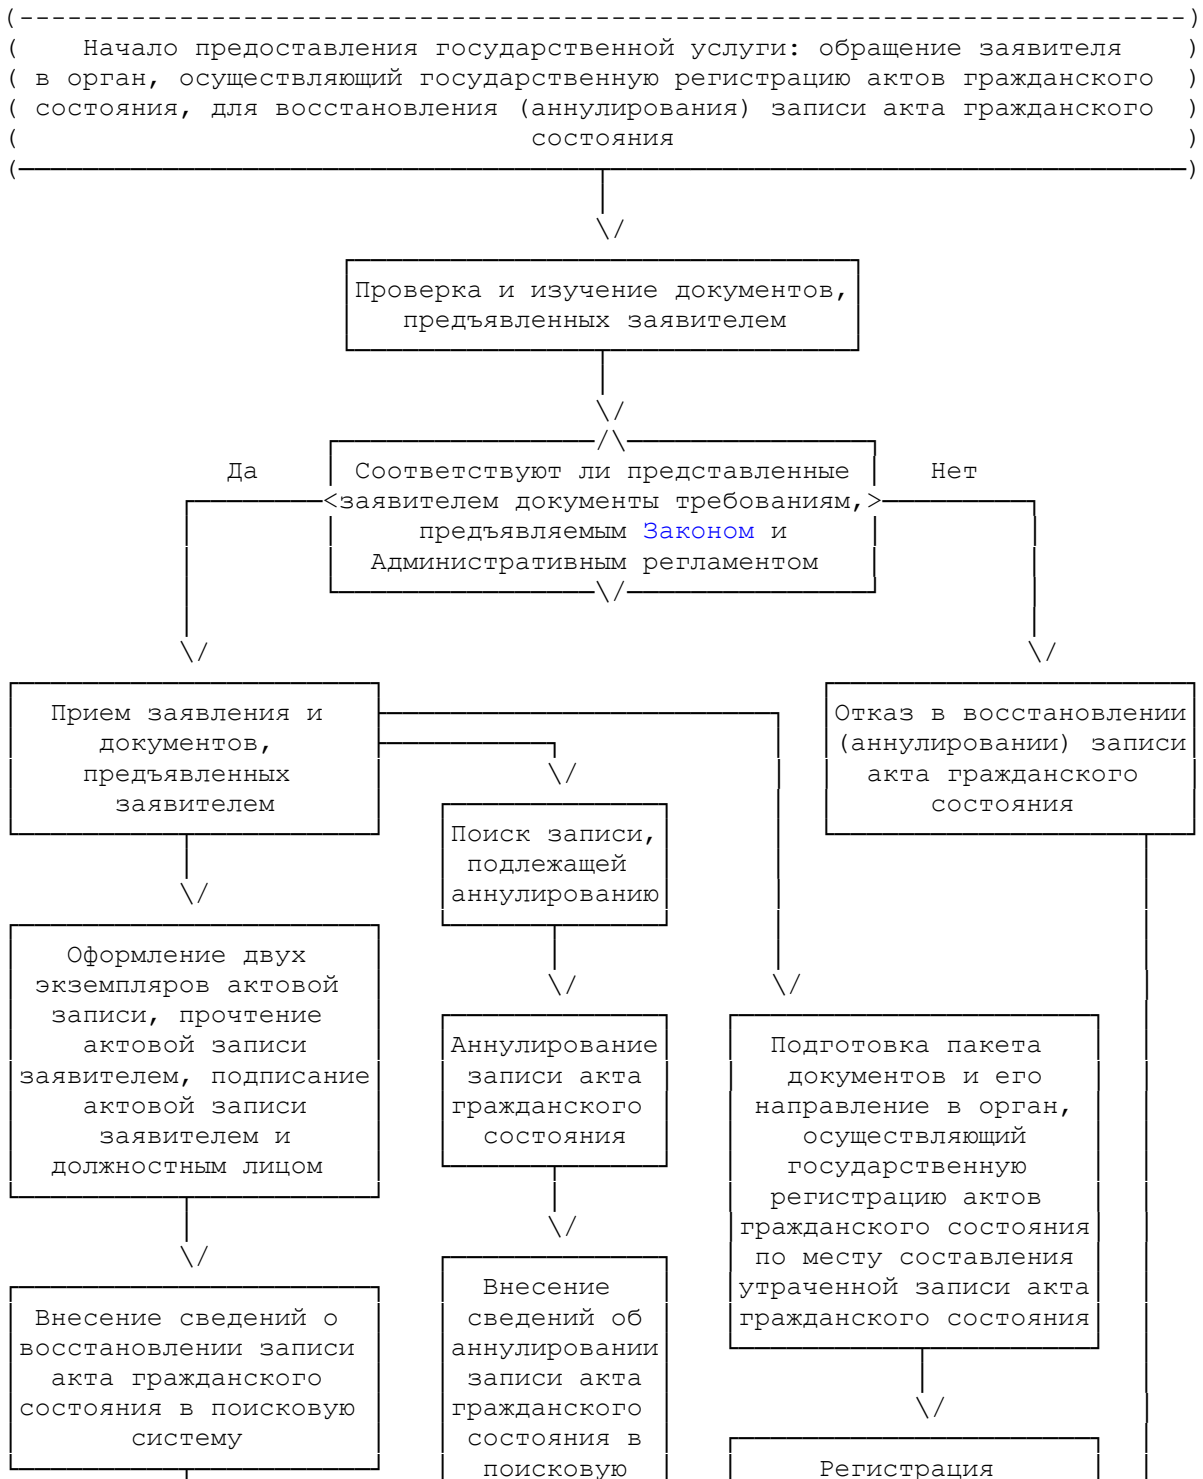 Начало предоставления государственной услуги: обращение заявителя
в орган, осуществляющий государственную регистрацию актов гражданского
состояния, для восстановления (аннулирования) записи акта гражданского
состояния
Проверка и изучение документов,
предъявленных заявителем
Да
Соответствуют ли представленные
заявителем документы требованиям,
предъявляемым Законом и
Административным регламентом
Нет
Прием заявления и
документов,
предъявленных
заявителем
Отказ в восстановлении
(аннулировании) записи
акта гражданского
состояния
Поиск записи,
подлежащей
аннулированию
Оформление двух
экземпляров актовой
записи, прочтение
актовой записи
заявителем, подписание
актовой записи
заявителем и
должностным лицом
Аннулирование
записи акта
гражданского
состояния
Подготовка пакета
документов и его
направление в орган,
осуществляющий
государственную
регистрацию актов
гражданского состояния
по месту составления
утраченной записи акта
гражданского состояния
Внесение сведений о
восстановлении записи
акта гражданского
состояния в поисковую
систему
Внесение
сведений об
аннулировании
записи акта
гражданского
состояния в
поисковую
Регистрация